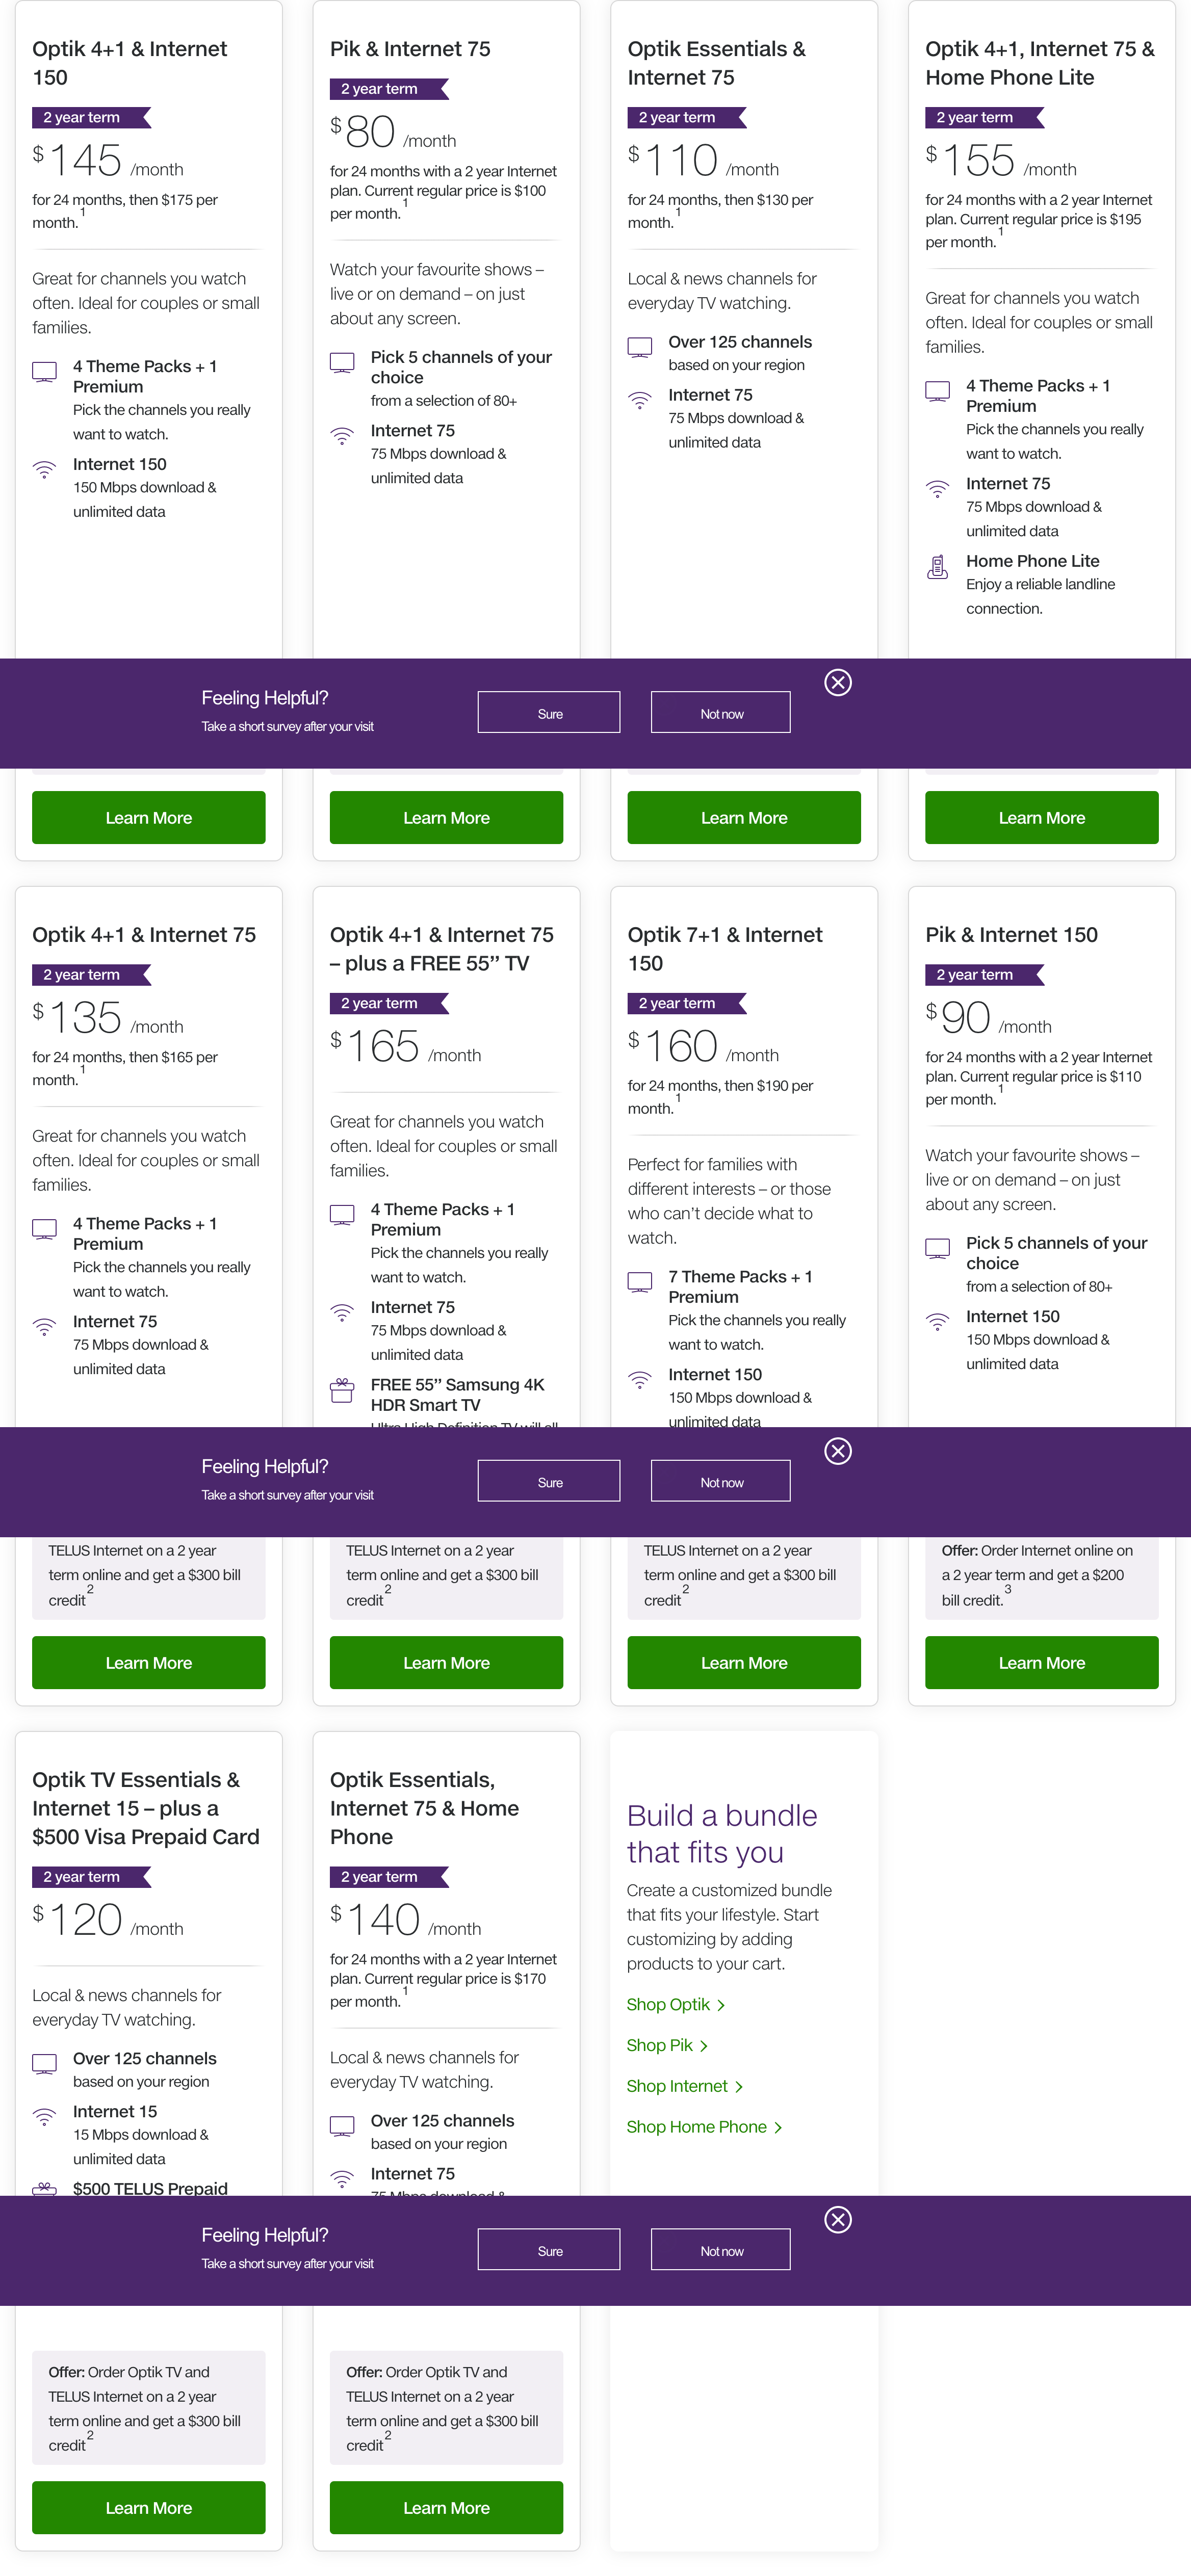 Optik 4+1 & Internet
150
2 year term
$145 /month
for 24 months, then $175 per
month.1
Great for channels you watch
often. Ideal for couples or small
families.
4 Theme Packs + 1
Premium
Pick the channels you really
want to watch.
Internet 150
150 Mbps download &
unlimited data
Pik & Internet 75
2 year term
$80 /month
for 24 months with a 2 year Internet
plan. Current regular price is $100
per month.1
Watch your favourite shows –
live or on demand – on just
about any screen.
Pick 5 channels of your
choice
from a selection of 80+
Internet 75
75 Mbps download &
unlimited data
Optik Essentials &
Internet 75
2 year term
$110 /month
for 24 months, then $130 per
month.1
Local & news channels for
everyday TV watching.
Over 125 channels
based on your region
Internet 75
75 Mbps download &
unlimited data
Optik 4+1, Internet 75 &
Home Phone Lite
2 year term
$155 /month
for 24 months with a 2 year Internet
plan. Current regular price is $195
per month.1
Great for channels you watch
often. Ideal for couples or small
families.
4 Theme Packs + 1
Premium
Pick the channels you really
want to watch.
Internet 75
75 Mbps download &
unlimited data
Home Phone Lite
Enjoy a reliable landline
connection.
Feeling Helpful?
Take a short survey after your visit
Sure
Not now
Learn More
Learn More
Learn More
Learn More
Optik 4+1 & Internet 75
2 year term
$135 /month
for 24 months, then $165 per
month.1
Great for channels you watch
often. Ideal for couples or small
families.
4 Theme Packs + 1
Premium
Pick the channels you really
want to watch.
Internet 75
75 Mbps download &
unlimited data
Optik 4+1 & Internet 75
– plus a FREE 55’’ TV
2 year term
$165 /month
Great for channels you watch
often. Ideal for couples or small
families.
4 Theme Packs + 1
Premium
Pick the channels you really
want to watch.
Internet 75
75 Mbps download &
unlimited data
FREE 55’’ Samsung 4K
HDR Smart TV
Ultra High Definition TV will all
Optik 7+1 & Internet
150
2 year term
$160 /month
for 24 months, then $190 per
month.1
Perfect for families with
different interests – or those
who can’t decide what to
watch.
7 Theme Packs + 1
Premium
Pick the channels you really
want to watch.
Internet 150
150 Mbps download &
unlimited data
Pik & Internet 150
2 year term
$90 /month
for 24 months with a 2 year Internet
plan. Current regular price is $110
per month.1
Watch your favourite shows –
live or on demand – on just
about any screen.
Pick 5 channels of your
choice
from a selection of 80+
Internet 150
150 Mbps download &
unlimited data
Feeling Helpful?
Take a short survey after your visit
Sure
Not now
TELUS Internet on a 2 year
term online and get a $300 bill
credit2
Learn More
TELUS Internet on a 2 year
term online and get a $300 bill
credit2
Learn More
TELUS Internet on a 2 year
term online and get a $300 bill
credit2
Learn More
Offer: Order Internet online on
a 2 year term and get a $200
bill credit.3
Learn More
Optik TV Essentials &
Internet 15 – plus a
$500 Visa Prepaid Card
2 year term
$120 /month
Local & news channels for
everyday TV watching.
Over 125 channels
based on your region
Internet 15
15 Mbps download &
unlimited data
$500 TELUS Prepaid
Optik Essentials,
Internet 75 & Home
Phone
2 year term
$140 /month
for 24 months with a 2 year Internet
plan. Current regular price is $170
per month.1
Local & news channels for
everyday TV watching.
Over 125 channels
based on your region
Internet 75
75 Mbps download &
Build a bundle
that fits you
Create a customized bundle
that fits your lifestyle. Start
customizing by adding
products to your cart.
Shop Optik
Shop Pik
Shop Internet
Shop Home Phone
Feeling Helpful?
Take a short survey after your visit
Sure
Not now
Offer: Order Optik TV and
TELUS Internet on a 2 year
term online and get a $300 bill
credit2
Learn More
Offer: Order Optik TV and
TELUS Internet on a 2 year
term online and get a $300 bill
credit2
Learn More